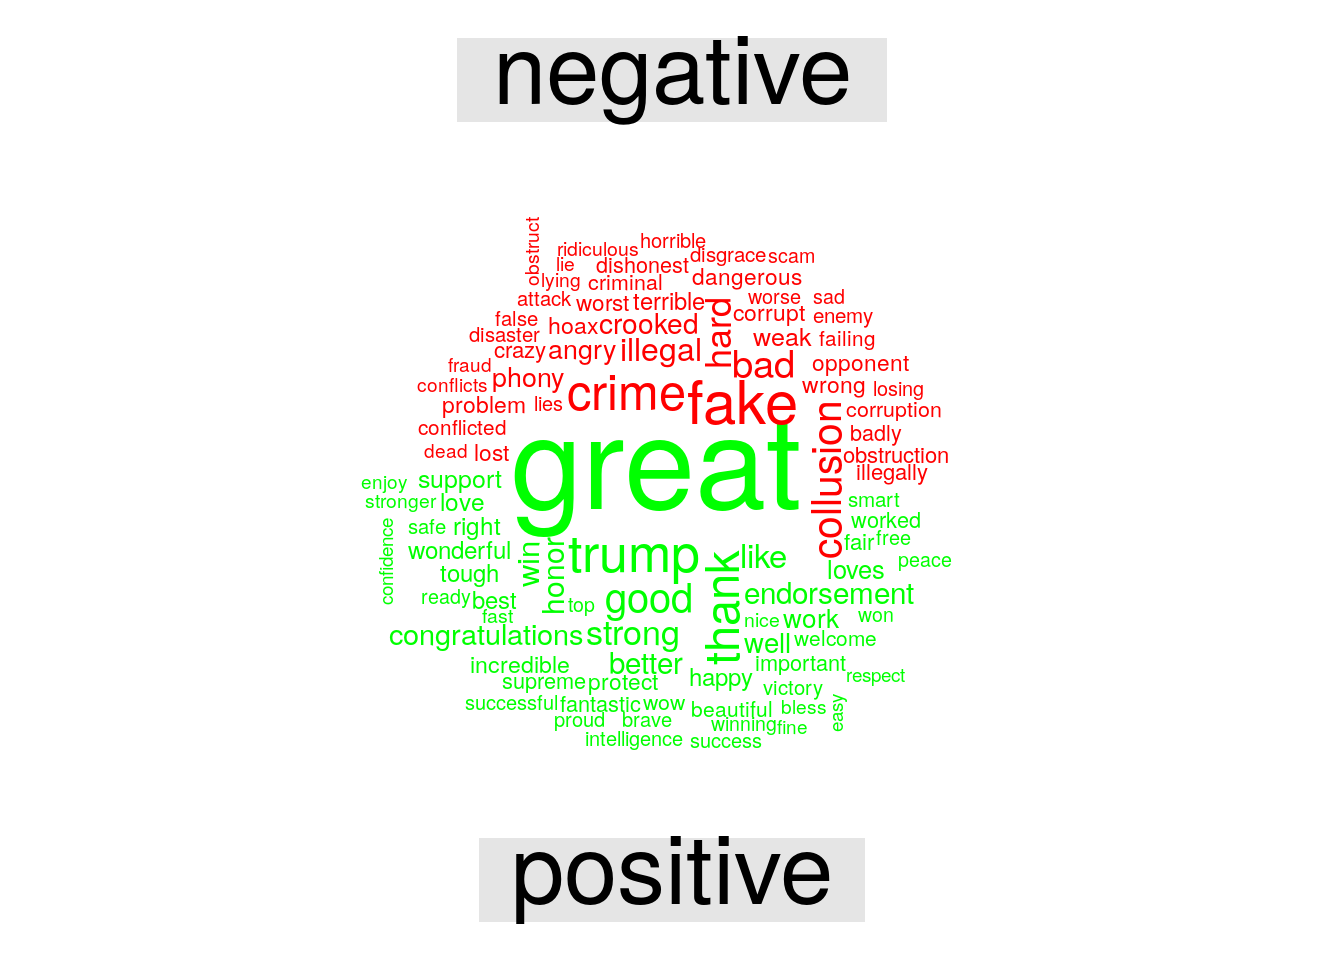 negative
obstruct
horrible
ridiculous
disgrace scam
lie
dishonest
lying
criminal
dangerous
attack
worst
terrible
hard
worse
sad
false
hoax
crooked
corrupt
enemy
disaster
crazy
angry
illegal
weak
failing
fraud
phony
bad
opponent
conflicts
crime
fake
wrong
losing
problem
lies
collusion
corruption
conflicted
badly
dead
lost
obstruction
illegally
great
enjoy
support
stronger
love
smart
confidence
safe
right
worked
wonderful
win
honor
trump
thank
like
fair
free
tough
loves
peace
ready
best
top
good
endorsement
fast
nice
work
won
congratulations
strong
well
welcome
incredible
better
important
supreme
protect
happy
victory
respect
successful
fantastic
wow
beautiful
bless
easy
proud
brave
winning
fine
intelligence
success
positive